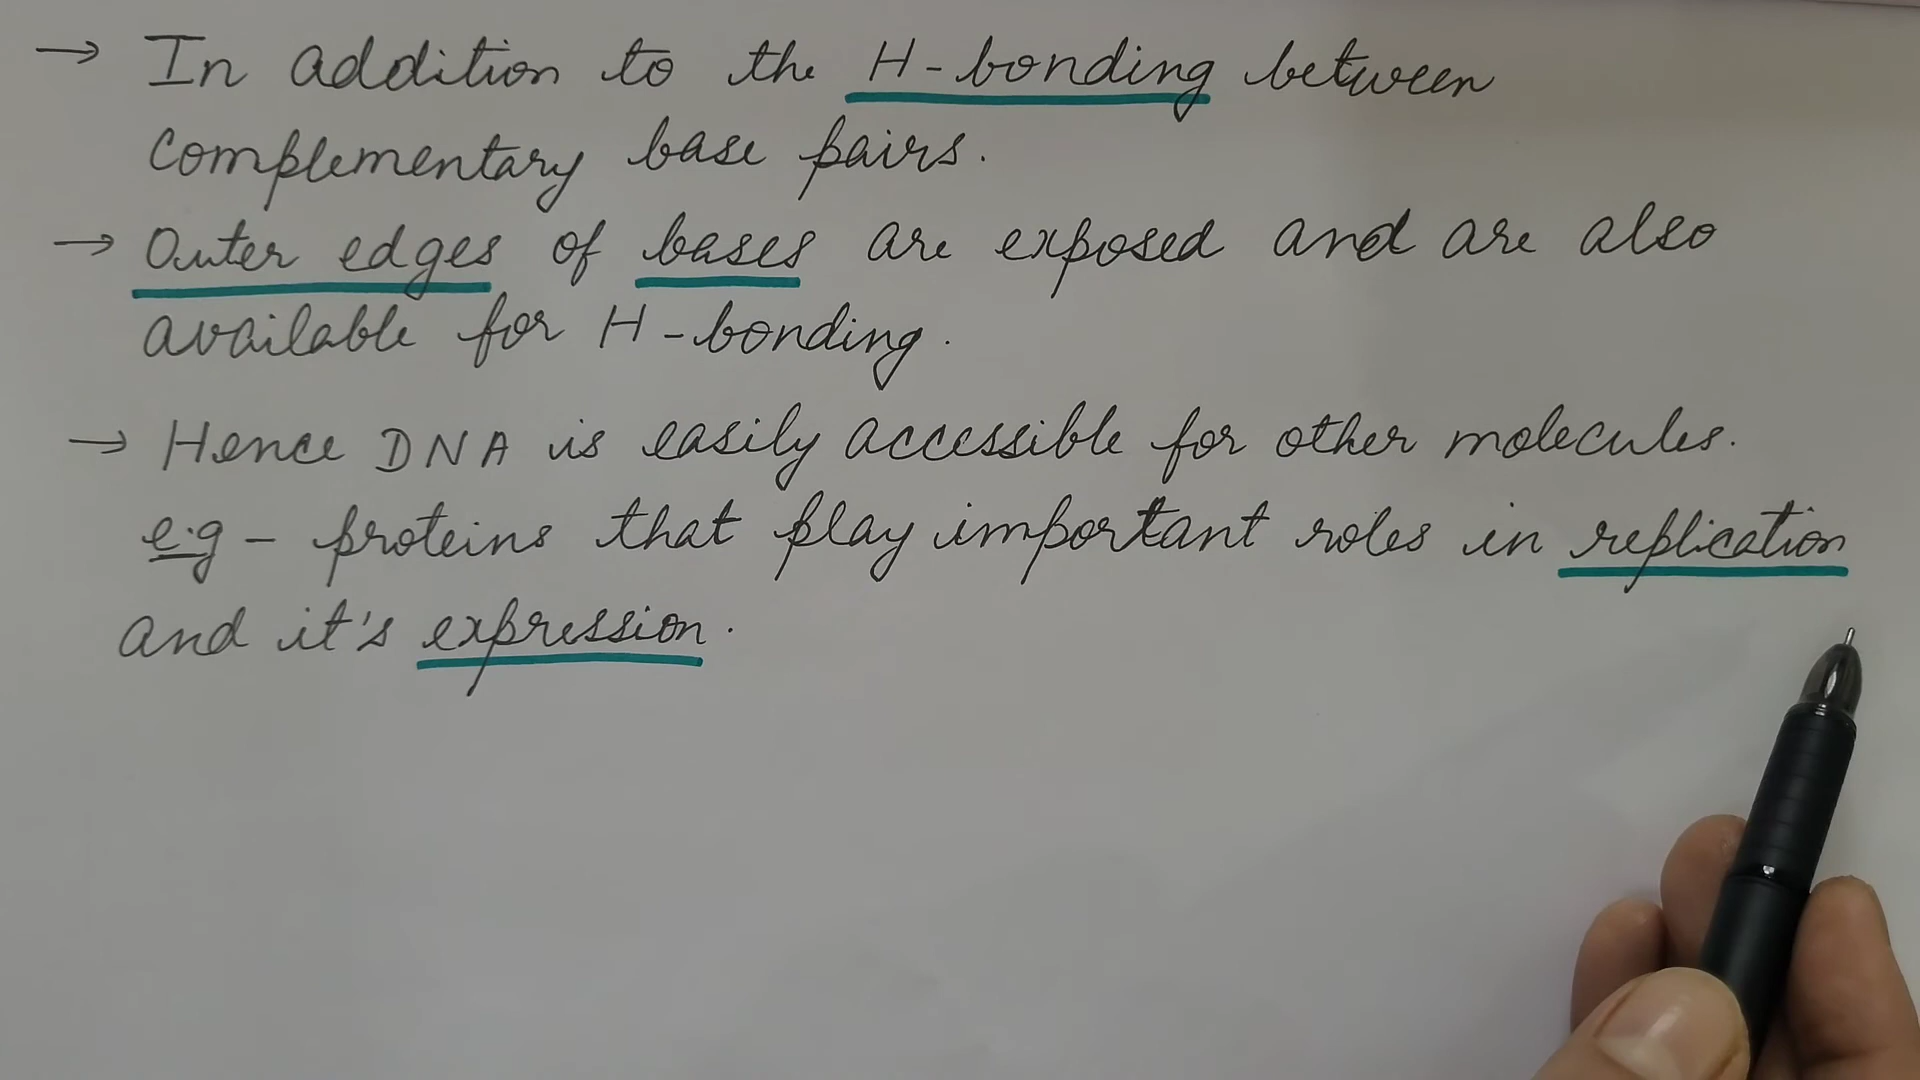 → In addition to the H-bonding between
complementary base pairs.
→ Outer edges of bases are exposed and are also
available for H-bonding.
→ Hence DNA is easily accessible for other molecules.
e.g - proteins that play important roles in replication
and it's expression.